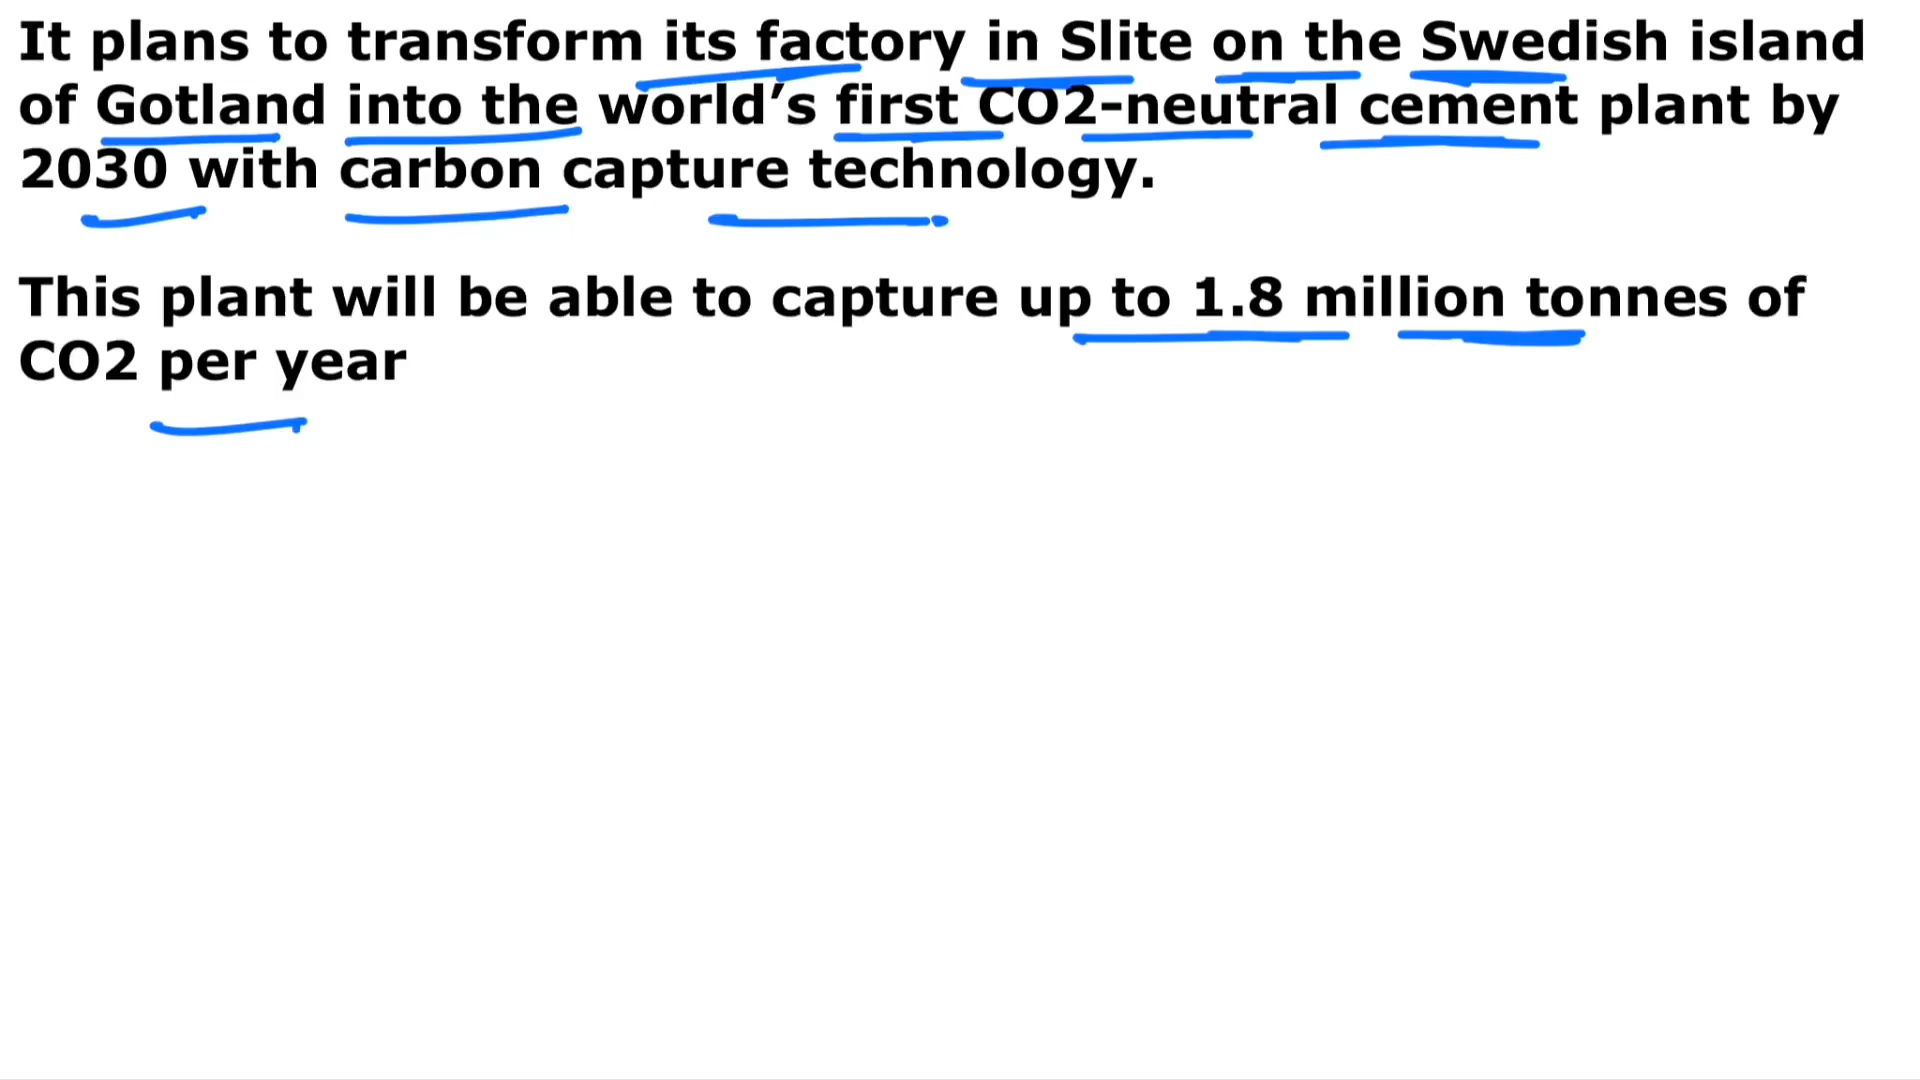 It plans to transform its factory in Slite on the Swedish island
of Gotland into the world’s first CO2-neutral cement plant by
2030 with carbon capture technology.
This plant will be able to capture up to 1.8 million tonnes of
CO2 per year